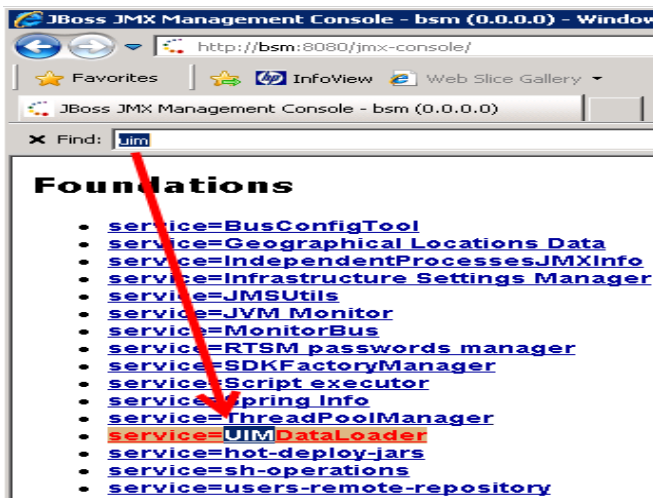 JBoss JMX Management Console - bsm (0.0.0.0) - Window
http://bsm:8080/jmx-console/
Favorites InfoView Web Slice Gallery
JBoss JMX Management Console - bsm (0.0.0.0)
X Find: uim
Foundations
service=BusConfigTool
service=Geographical Locations Data
service=IndependentProcessesJMXInfo
service=Infrastructure Settings Manager
service=JMSUtils
service=JVM Monitor
service=MonitorBus
service=RTSM passwords manager
service=SDKFactoryManager
service=Script executor
service=Spring Info
service=ThreadPoolManager
service=UIMDataLoader
service=hot-deploy-jars
service=sh-operations
service=users-remote-repository